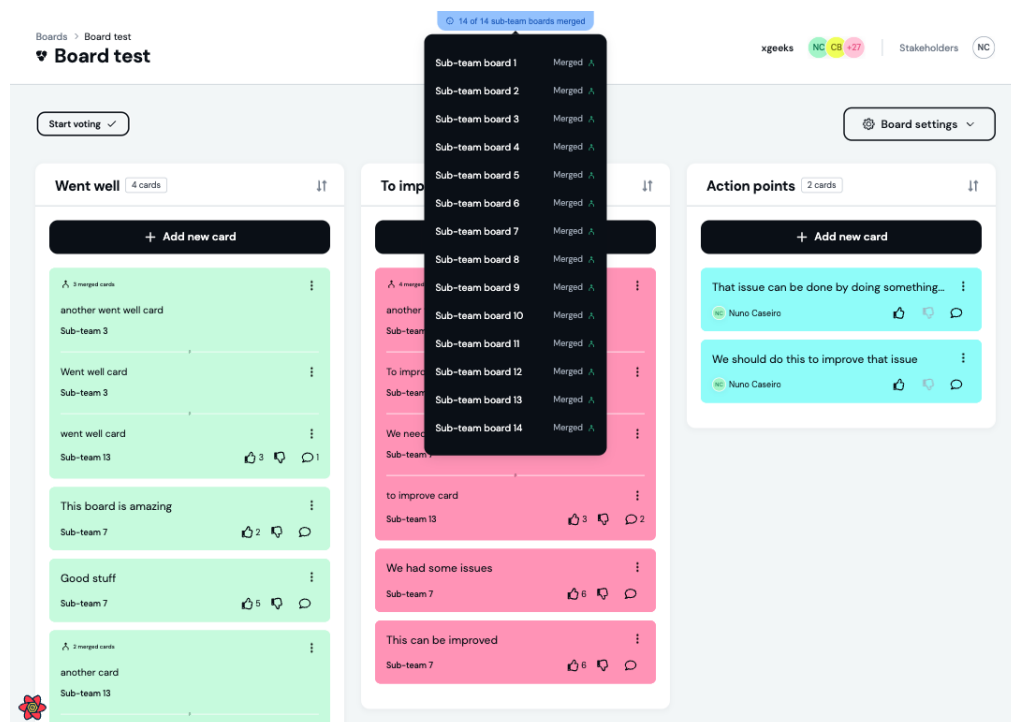 14 of 14 sub-team boards merged
Boards > Board test
Board test
xgeeks NC CB +27 Stakeholders NC
Sub-team board 1 Merged
Sub-team board 2 Merged
Sub-team board 3 Merged
Sub-team board 4 Merged
Sub-team board 5 Merged
Sub-team board 6 Merged
Sub-team board 7 Merged
Sub-team board 8 Merged
Sub-team board 9 Merged
Sub-team board 10 Merged
Sub-team board 11 Merged
Sub-team board 12 Merged
Sub-team board 13 Merged
Sub-team board 14 Merged
Start voting
Board settings
Went well 4 cards
+ Add new card
3 merged cards
another went well card
Sub-team 3
Went well card
Sub-team 3
went well card
Sub-team 13 3 1
This board is amazing
Sub-team 7 2
Good stuff
Sub-team 7 5
2 merged cards
another card
Sub-team 13
To imp
4 merged
another
Sub-team
To impro
Sub-team
We need
Sub-team
to improve card
Sub-team 13 3 2
We had some issues
Sub-team 7 6
This can be improved
Sub-team 7 6
Action points 2 cards
+ Add new card
That issue can be done by doing something...
NC Nuno Caseiro
We should do this to improve that issue
NC Nuno Caseiro